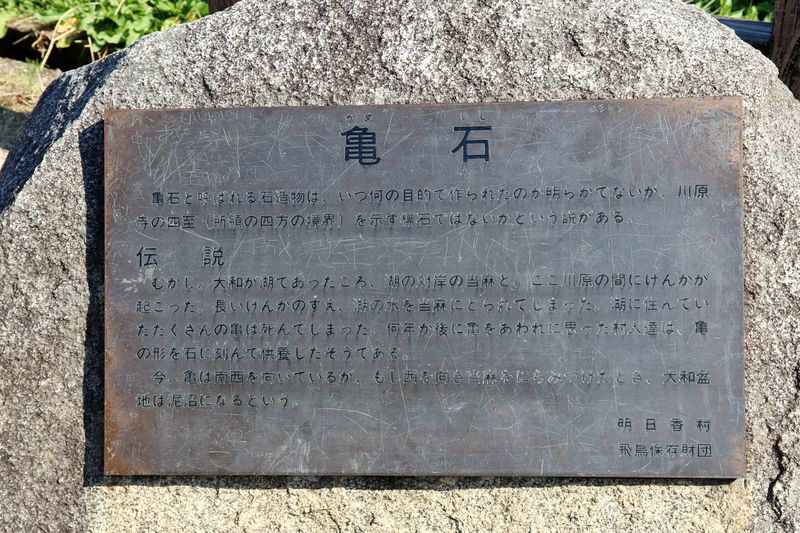 かめ　いし
亀石
亀石と呼ばれる石造物は、いつ何の目的で作られたのか明らかでないが、川原
寺の四至（所領の四方の境界）を示す標石ではないかという説がある。
伝説
むかし、大和が湖であったころ、湖の対岸の当麻と、ここ川原の間にけんかが
起こった。長いけんかのすえ、湖の水を当麻にとられてしまった。湖に住んでい
たたくさんの亀は死んでしまった。何年か後に亀をあわれに思った村人達は、亀
の形を石に刻んで供養したそうである。
今、亀は南西を向いているが、もし西を向き当麻をにらみつけたとき、大和盆
地は泥沼になるという。
明日香村
飛鳥保存財団